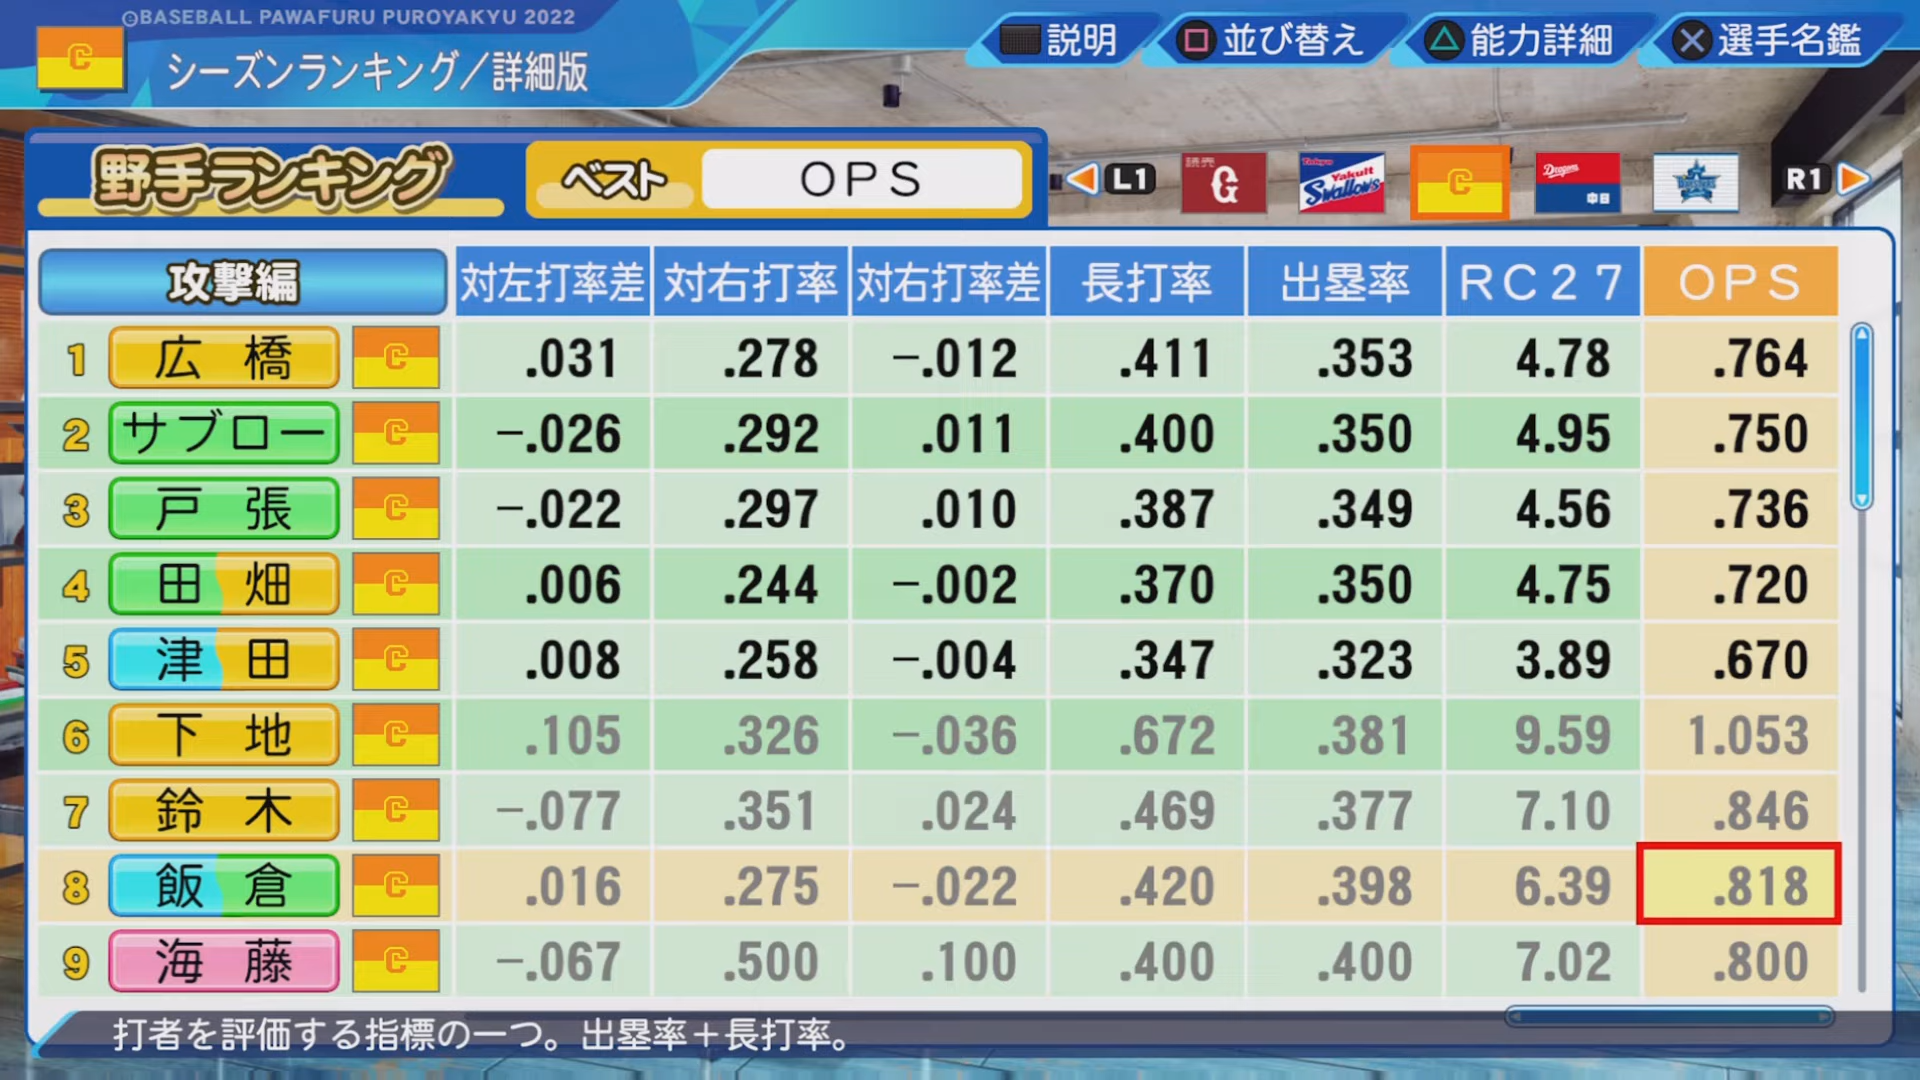 ©BASEBALL PAWAFURU PUROYAKYU 2022
C シーズンランキング/詳細版
説明 並び替え 能力詳細 選手名鑑
野手ランキング ベスト OPS
L1 読売 G Tokyo Yakult Swallows C Dragons 中日 BAYSTARS R1
攻撃編 対左打率差 対右打率 対右打率差 長打率 出塁率 RC27 OPS
1 広橋 C .031 .278 -.012 .411 .353 4.78 .764
2 サブロー C -.026 .292 .011 .400 .350 4.95 .750
3 戸張 C -.022 .297 .010 .387 .349 4.56 .736
4 田畑 C .006 .244 -.002 .370 .350 4.75 .720
5 津田 C .008 .258 -.004 .347 .323 3.89 .670
6 下地 C .105 .326 -.036 .672 .381 9.59 1.053
7 鈴木 C -.077 .351 .024 .469 .377 7.10 .846
8 飯倉 C .016 .275 -.022 .420 .398 6.39 .818
9 海藤 C -.067 .500 .100 .400 .400 7.02 .800
打者を評価する指標の一つ。出塁率+長打率。